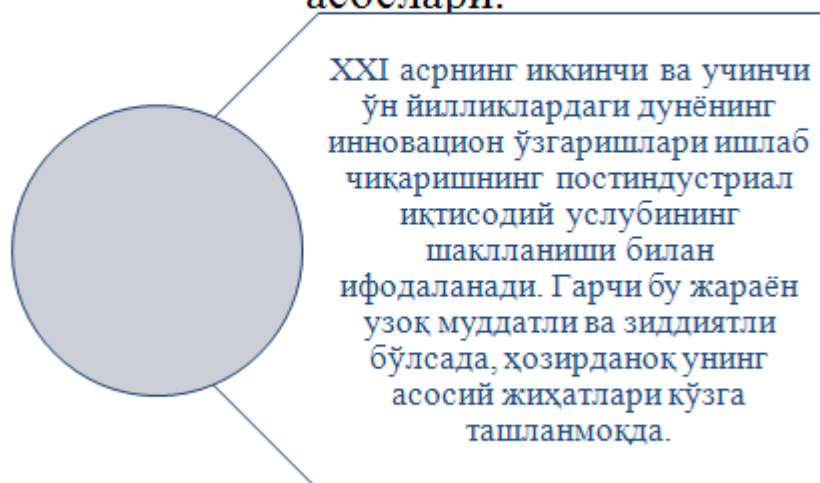 асослари.
XXI асрнинг иккинчи ва учинчи
ўн йилликлардаги дунёнинг
инновацион ўзгаришлари ишлаб
чиқаришнинг постиндустриал
иқтисодий услубининг
шаклланиши билан
ифодаланади. Гарчи бу жараён
узоқ муддатли ва зиддиятли
бўлсада, ҳозирданоқ унинг
асосий жиҳатлари кўзга
ташланмоқда.